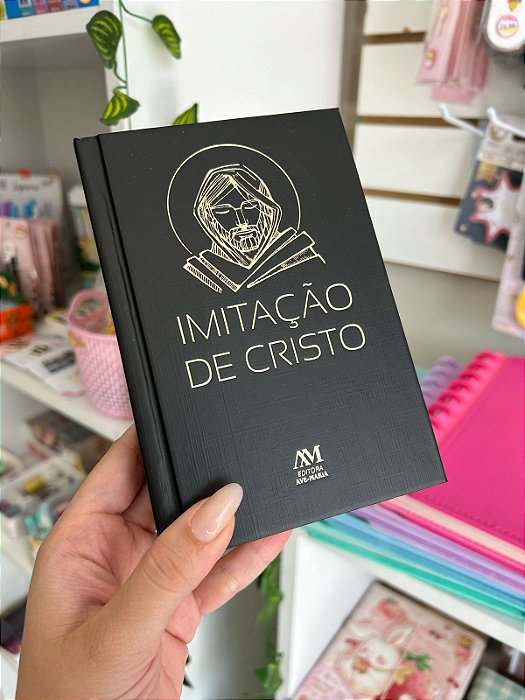 IMITAÇÃO
DE CRISTO
AM
EDITORA
AVE-MARIA